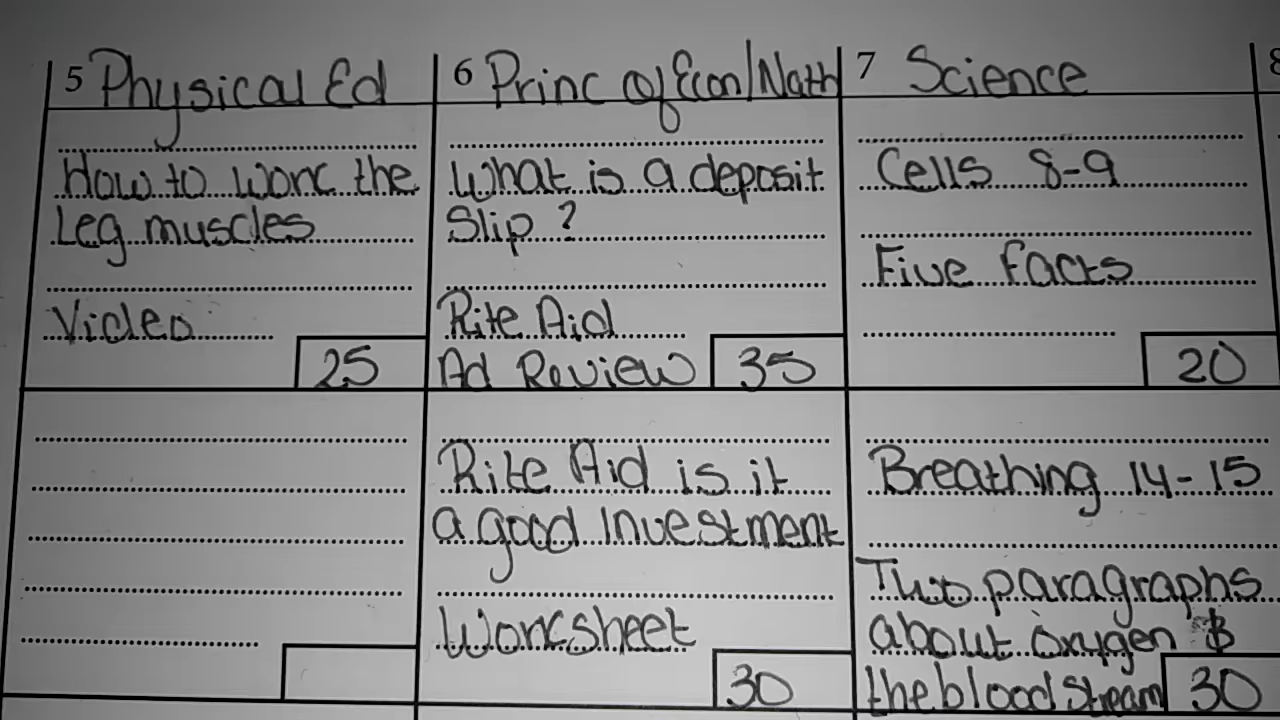 5 Physical Ed
How to work the
Leg muscles
Video
25
6 Princ of Econ/Math
What is a deposit
Slip?
Rite Aid
Ad Review
35
7 Science
Cells 8-9
Five facts
20
8
Rite Aid is it
a good investment
Worksheet
30
Breathing 14-15
Two paragraphs
about oxygen &
the blood stream
30